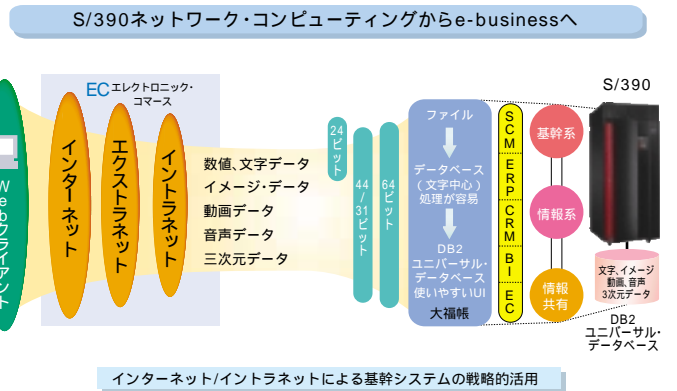 S/390ネットワーク・コンピューティングからe-businessへ
Webクライアント
EC エレクトロニック・
コマース
インターネット
エクストラネット
イントラネット
数値、文字データ
イメージ・データ
動画データ
音声データ
三次元データ
24ビット
44/31ビット
64ビット
ファイル
データベース
(文字中心)
処理が容易
DB2
ユニバーサル・
データベース
使いやすいUI
大福帳
SCM
ERP
CRM
BI
EC
基幹系
情報系
情報
共有
S/390
文字、イメージ
動画、音声
3次元データ
DB2
ユニバーサル・
データベース
インターネット/イントラネットによる基幹システムの戦略的活用